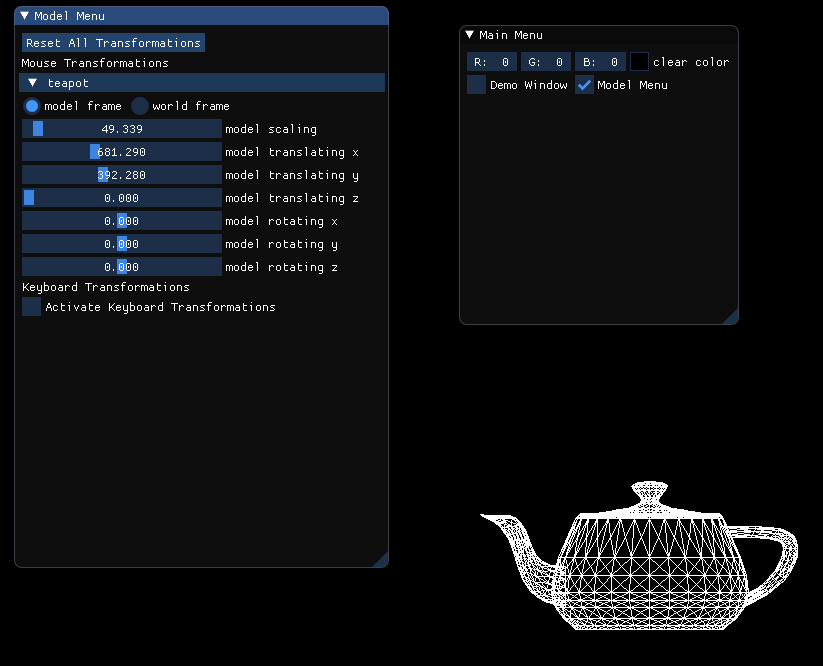 Model Menu
Reset All Transformations
Mouse Transformations
teapot
model frame world frame
49.339 model scaling
681.290 model translating x
392.280 model translating y
0.000 model translating z
0.000 model rotating x
0.000 model rotating y
0.000 model rotating z
Keyboard Transformations
Activate Keyboard Transformations
Main Menu
R: 0 G: 0 B: 0 clear color
Demo Window Model Menu